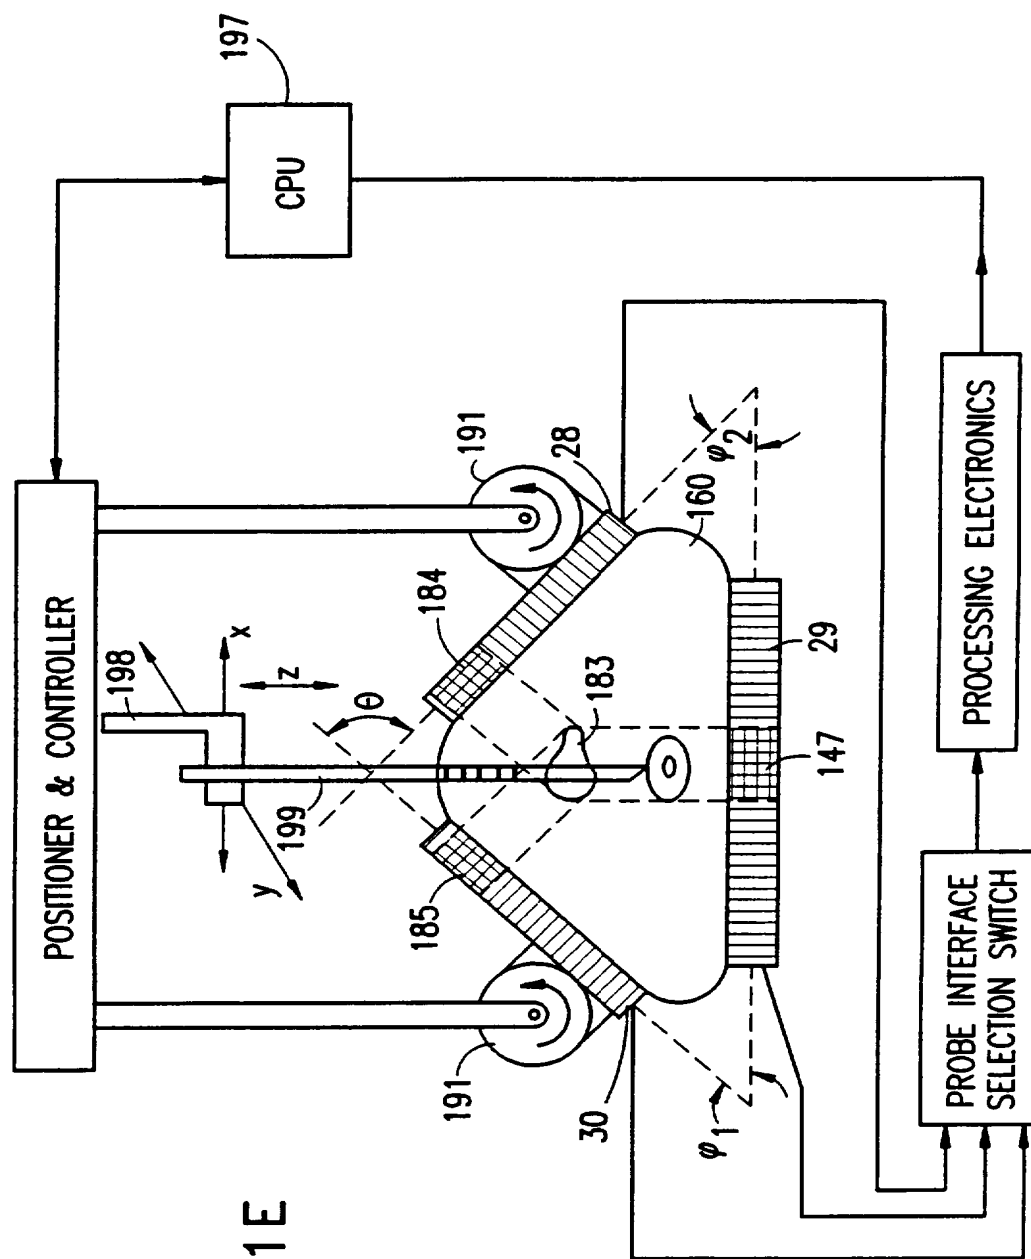 POSITIONER & CONTROLLER
CPU
197
198
x
z
y
θ
199
191
191
184
185
28
183
160
30
29
147
φ1
φ2
PROBE INTERFACE
SELECTION SWITCH
PROCESSING ELECTRONICS
1E